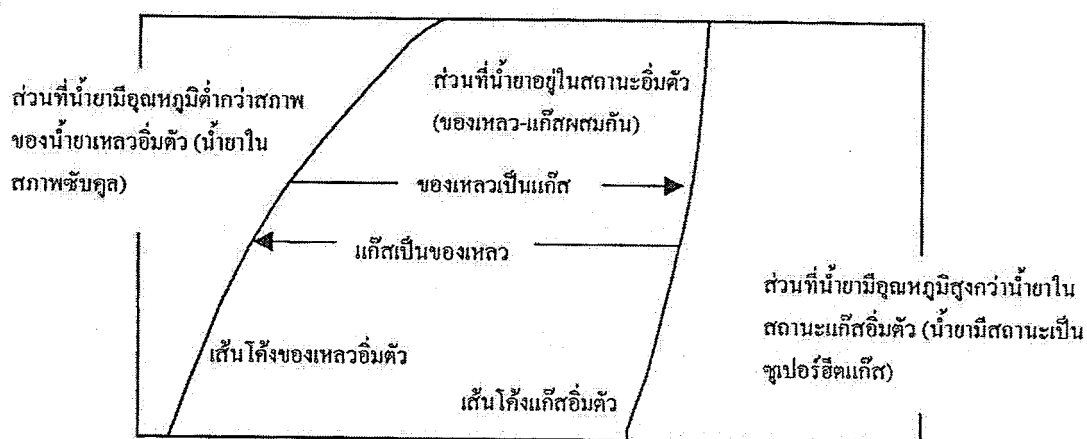 ส่วนที่น้ำยามีอุณหภูมิต่ำกว่าสภาพ
ของน้ำยาเหลวอิ่มตัว (น้ำยาใน
สภาพซับคูล)
ส่วนที่น้ำยาอยู่ในสถานะอิ่มตัว
(ของเหลว-แก๊สผสมกัน)
ของเหลวเป็นแก๊ส
แก๊สเป็นของเหลว
ส่วนที่น้ำยามีอุณหภูมิสูงกว่าน้ำยาใน
สถานะแก๊สอิ่มตัว (น้ำยามีสถานะเป็น
ซูเปอร์ฮีตแก๊ส)
เส้นโค้งของเหลวอิ่มตัว
เส้นโค้งแก๊สอิ่มตัว